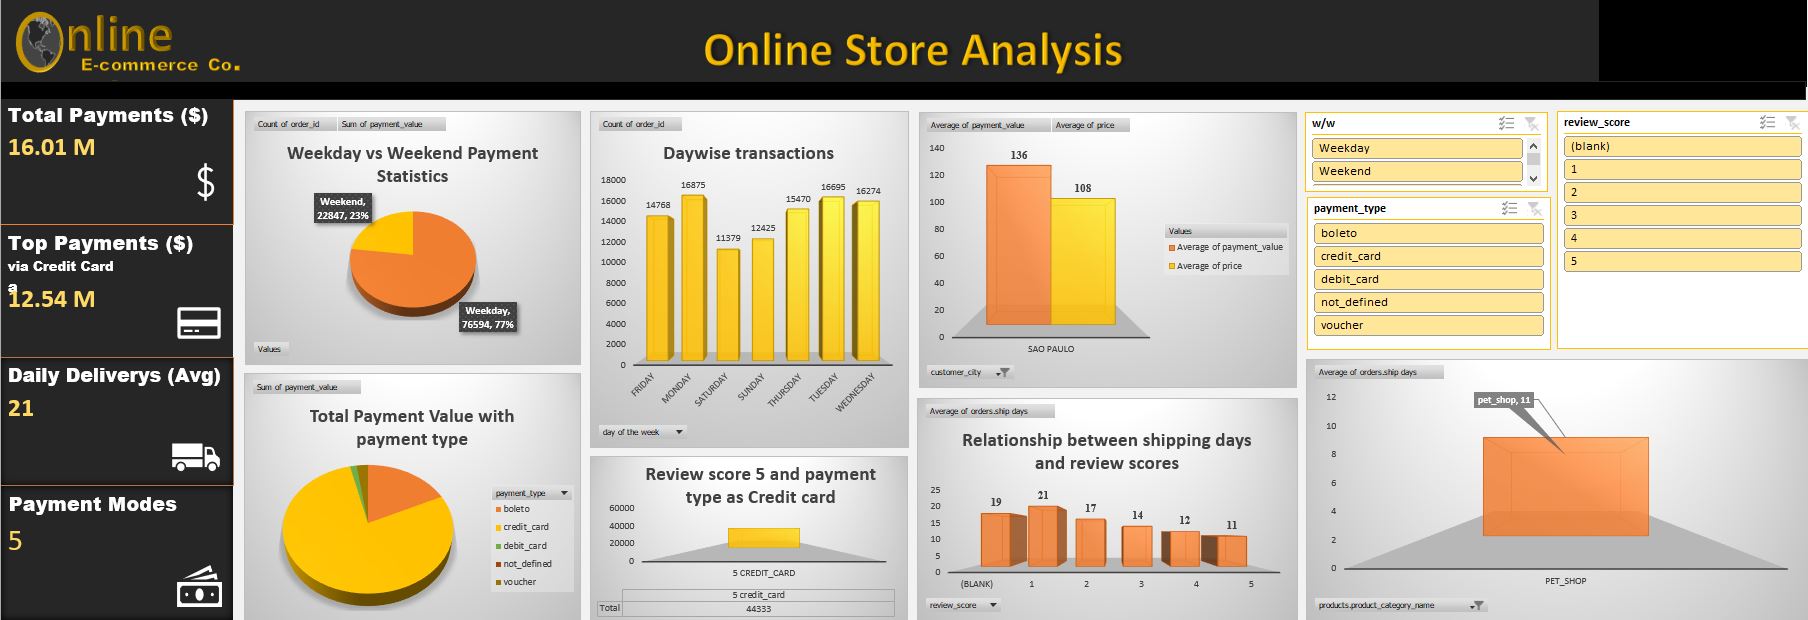 Online
E-commerce Co.
Online Store Analysis
Total Payments ($)
16.01 M
$
Top Payments ($)
via Credit Card
a
12.54 M
Daily Deliverys (Avg)
21
Payment Modes
5
Count of order_id
Sum of payment_value
Weekday vs Weekend Payment
Statistics
Weekend,
22847, 23%
Weekday,
76594, 77%
Values
Sum of payment_value
Total Payment Value with
payment type
payment_type
boleto
credit_card
debit_card
not_defined
voucher
Count of order_id
Daywise transactions
18000
16000
14000
12000
10000
8000
6000
4000
2000
0
14768
16875
11379
12425
15470
16695
16274
FRIDAY
MONDAY
SATURDAY
SUNDAY
THURSDAY
TUESDAY
WEDNESDAY
day of the week
Review score 5 and payment
type as Credit card
60000
40000
20000
0
5 CREDIT_CARD
5 credit_card
Total 44333
Average of payment_value
Average of price
140
120
100
80
60
40
20
0
136
108
SAO PAULO
Values
Average of payment_value
Average of price
customer_city
Average of orders.ship days
Relationship between shipping days
and review scores
25
20
15
10
5
0
19
21
17
14
12
11
(BLANK)
1
2
3
4
5
review_score
w/w
Weekday
Weekend
payment_type
boleto
credit_card
debit_card
not_defined
voucher
review_score
(blank)
1
2
3
4
5
Average of orders.ship days
12
10
8
6
4
2
0
pet_shop, 11
PET_SHOP
products.product_category_name